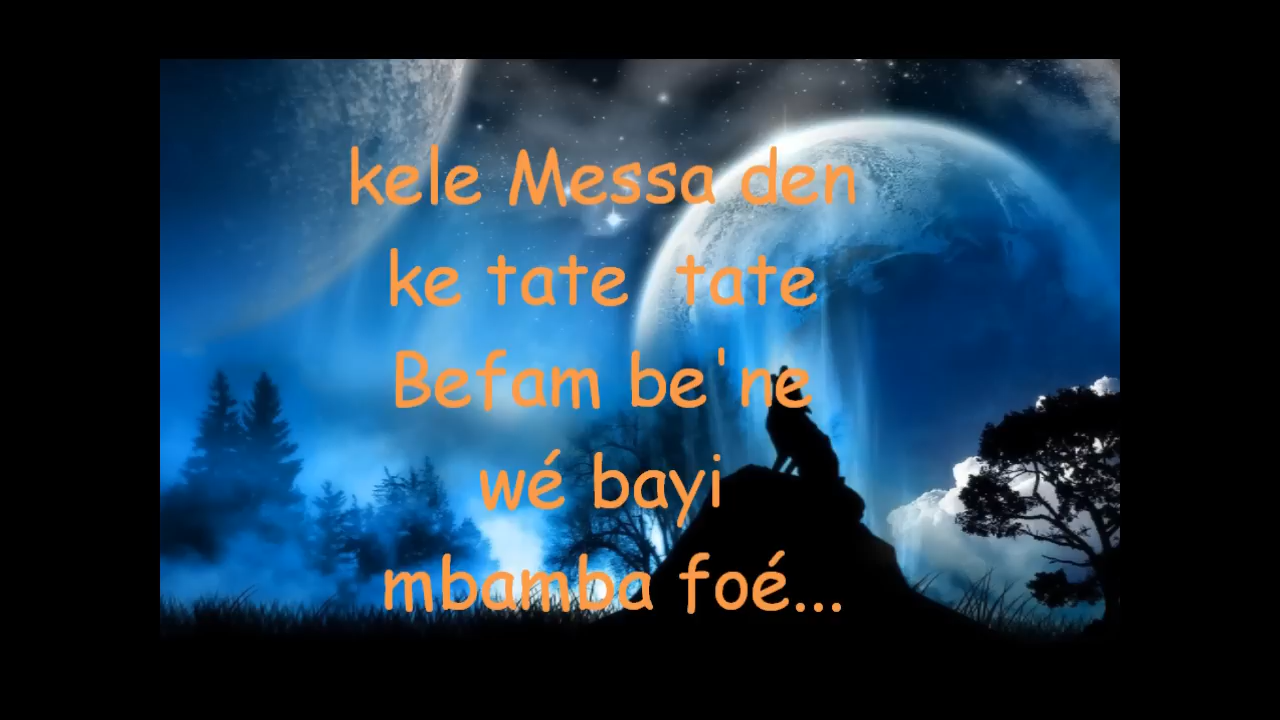 kele Messa den
ke tate tate
Befam be'ne
wé bayi
mbamba foé...